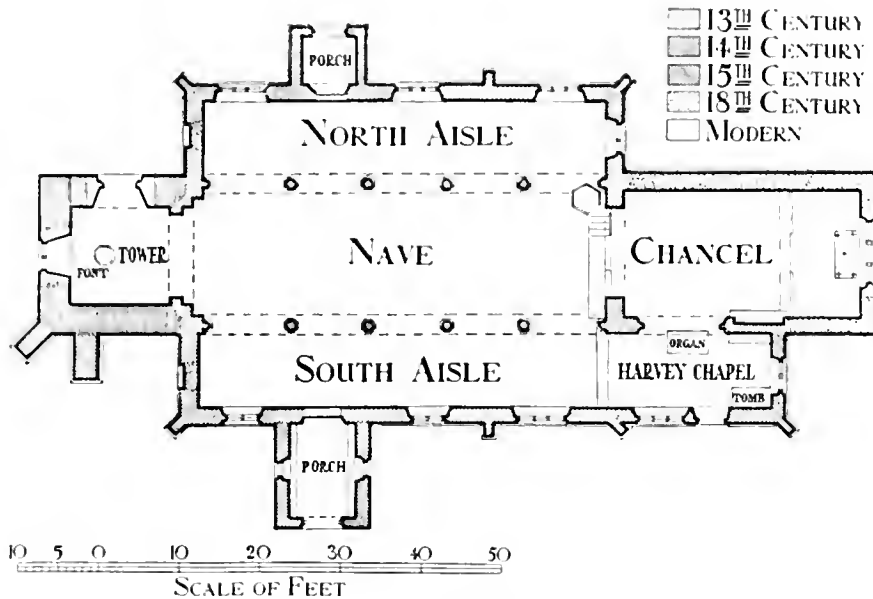 13TH CENTURY
14TH CENTURY
15TH CENTURY
18TH CENTURY
MODERN
PORCH
NORTH AISLE
TOWER
FONT
NAVE
CHANCEL
ORGAN
SOUTH AISLE
HARVEY CHAPEL
TOMB
PORCH
10 5 0 10 20 30 40 50
SCALE OF FEET